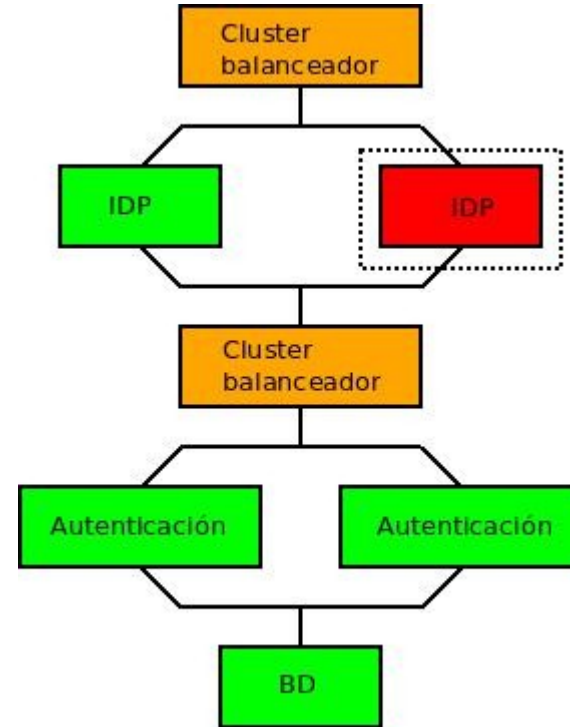 Cluster
balanceador
IDP
IDP
Cluster
balanceador
Autenticación
Autenticación
BD